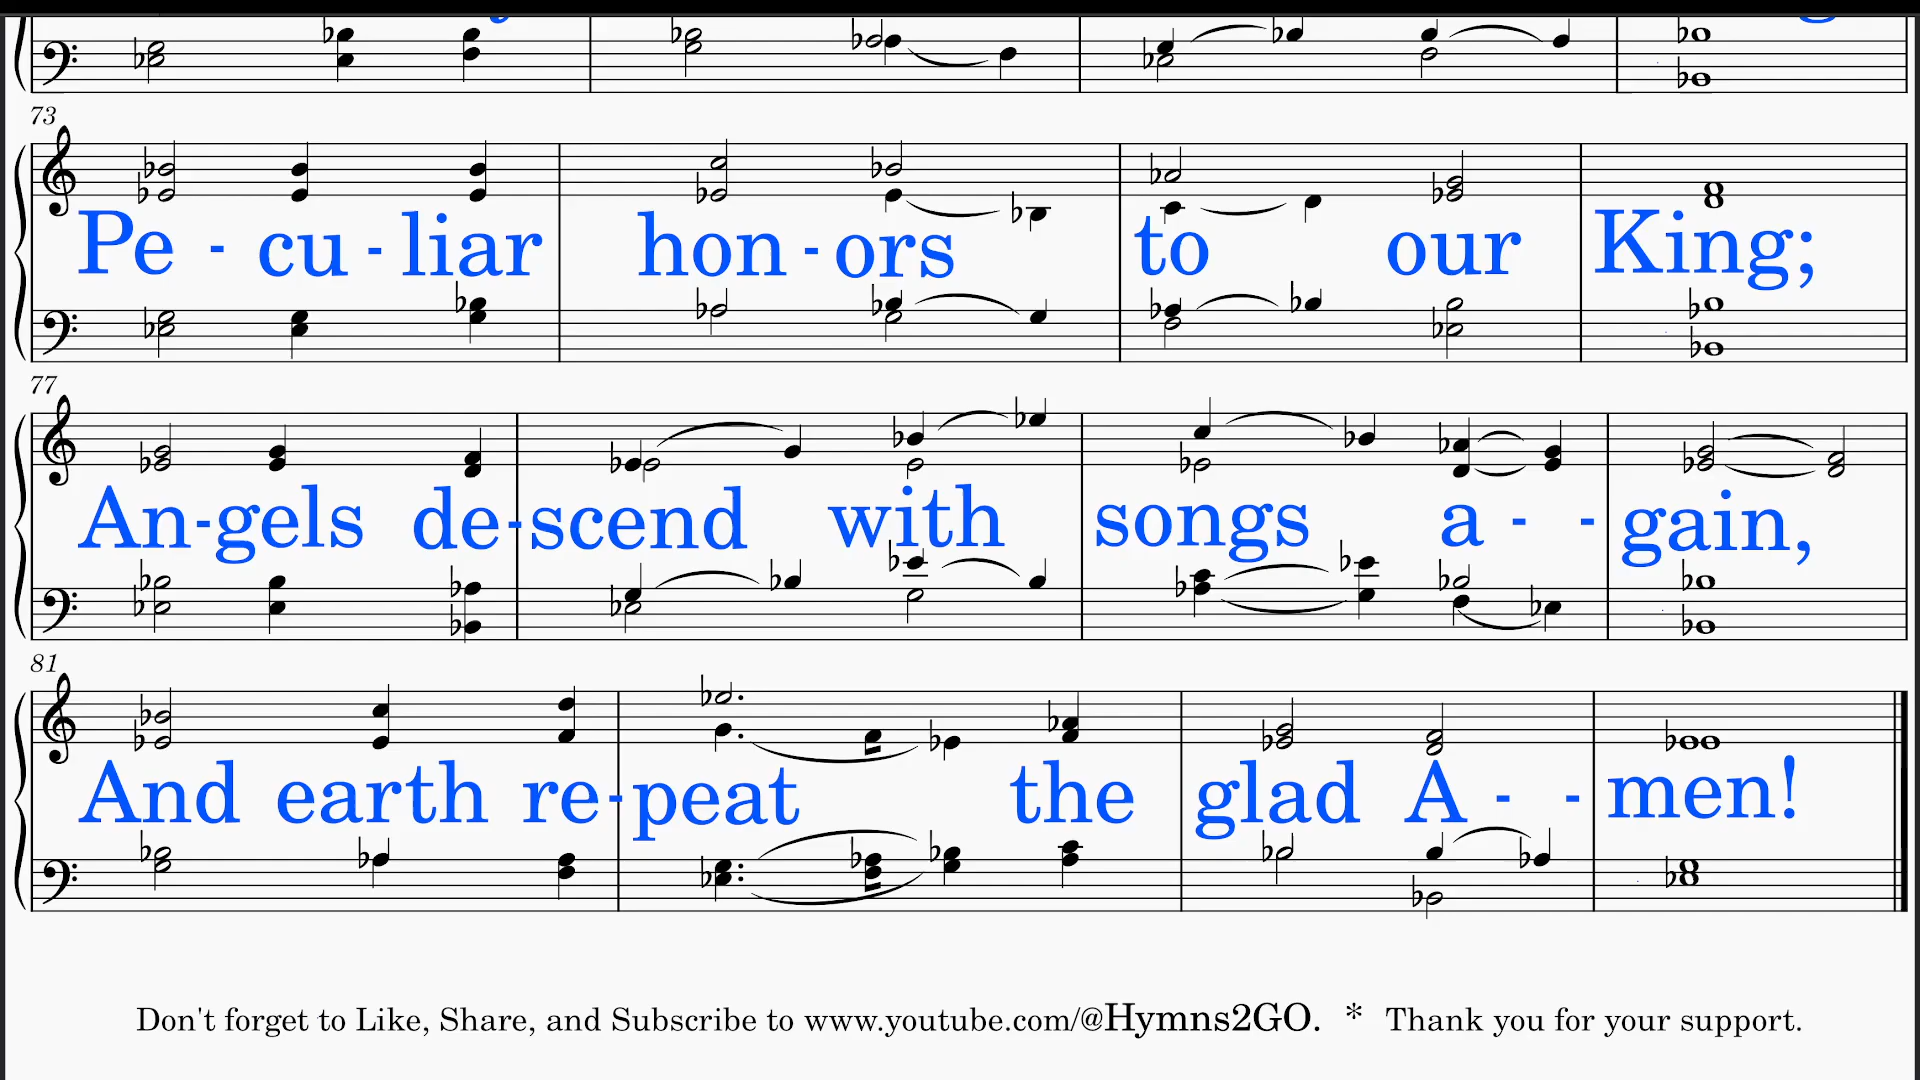 73
Pe - cu - liar hon - ors to our King;
77
An - gels de - scend with songs a - - gain,
81
And earth re - peat the glad A - - men!
Don't forget to Like, Share, and Subscribe to www.youtube.com/@Hymns2GO. * Thank you for your support.